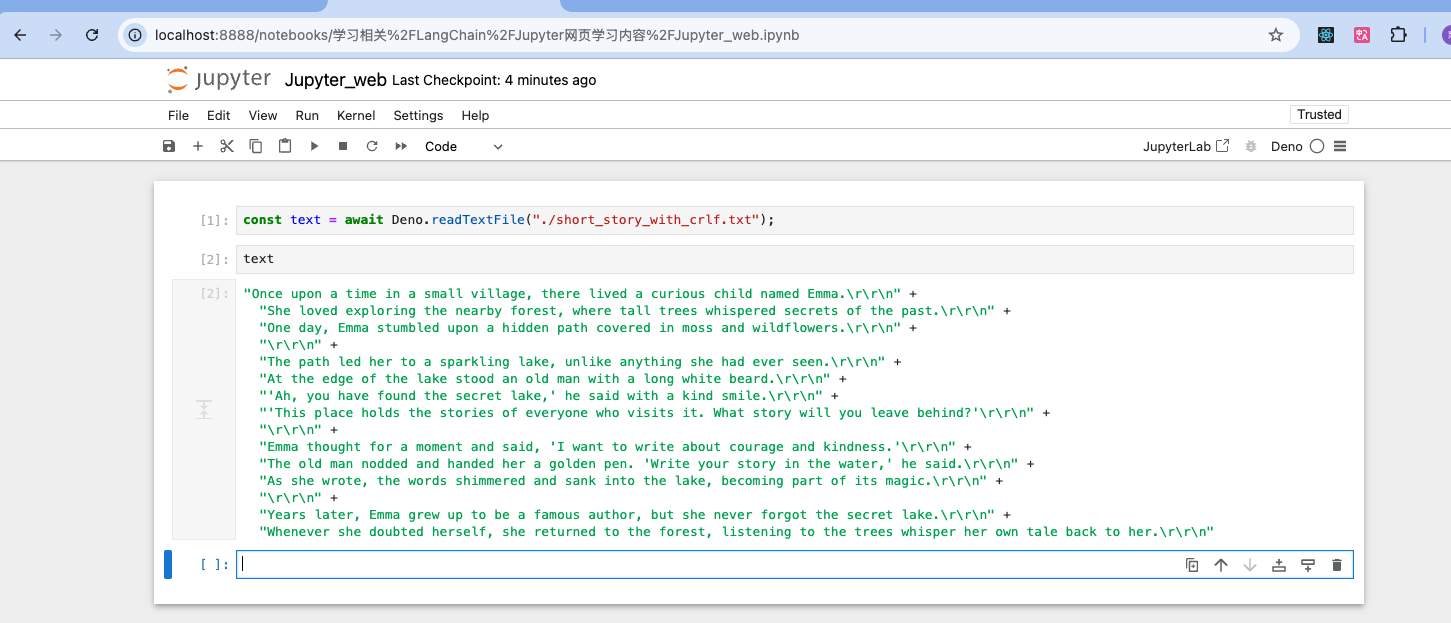 localhost:8888/notebooks/学习相关%2FLangChain%2FJupyter网页学习内容%2FJupyter_web.ipynb
jupyter Jupyter_web Last Checkpoint: 4 minutes ago
File Edit View Run Kernel Settings Help Trusted
Code JupyterLab Deno
[1]: const text = await Deno.readTextFile("./short_story_with_crlf.txt");
[2]: text
[2]: "Once upon a time in a small village, there lived a curious child named Emma.\r\r\n" +
"She loved exploring the nearby forest, where tall trees whispered secrets of the past.\r\r\n" +
"One day, Emma stumbled upon a hidden path covered in moss and wildflowers.\r\r\n" +
"\r\r\n" +
"The path led her to a sparkling lake, unlike anything she had ever seen.\r\r\n" +
"At the edge of the lake stood an old man with a long white beard.\r\r\n" +
"'Ah, you have found the secret lake,' he said with a kind smile.\r\r\n" +
"'This place holds the stories of everyone who visits it. What story will you leave behind?'\r\r\n" +
"\r\r\n" +
"Emma thought for a moment and said, 'I want to write about courage and kindness.'\r\r\n" +
"The old man nodded and handed her a golden pen. 'Write your story in the water,' he said.\r\r\n" +
"As she wrote, the words shimmered and sank into the lake, becoming part of its magic.\r\r\n" +
"\r\r\n" +
"Years later, Emma grew up to be a famous author, but she never forgot the secret lake.\r\r\n" +
"Whenever she doubted herself, she returned to the forest, listening to the trees whisper her own tale back to her.\r\r\n"
[ ]: